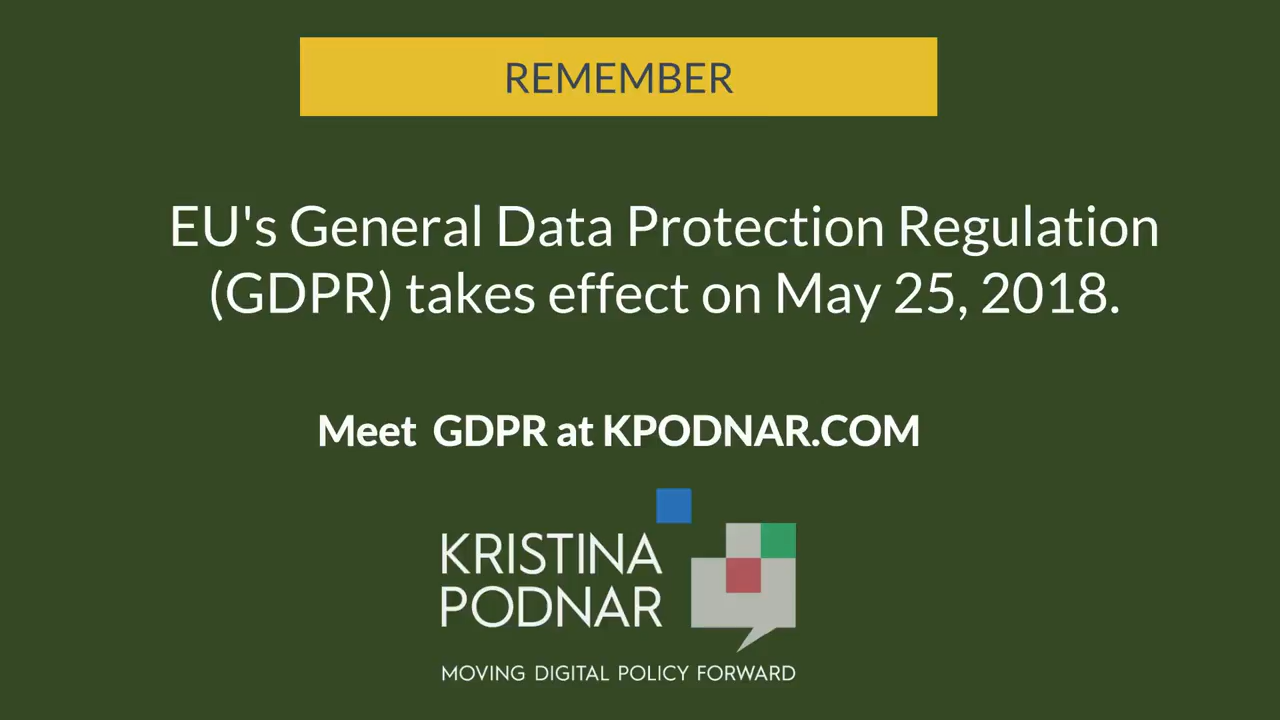 REMEMBER
EU's General Data Protection Regulation
(GDPR) takes effect on May 25, 2018.
Meet GDPR at KPODNAR.COM
KRISTINA
PODNAR
MOVING DIGITAL POLICY FORWARD